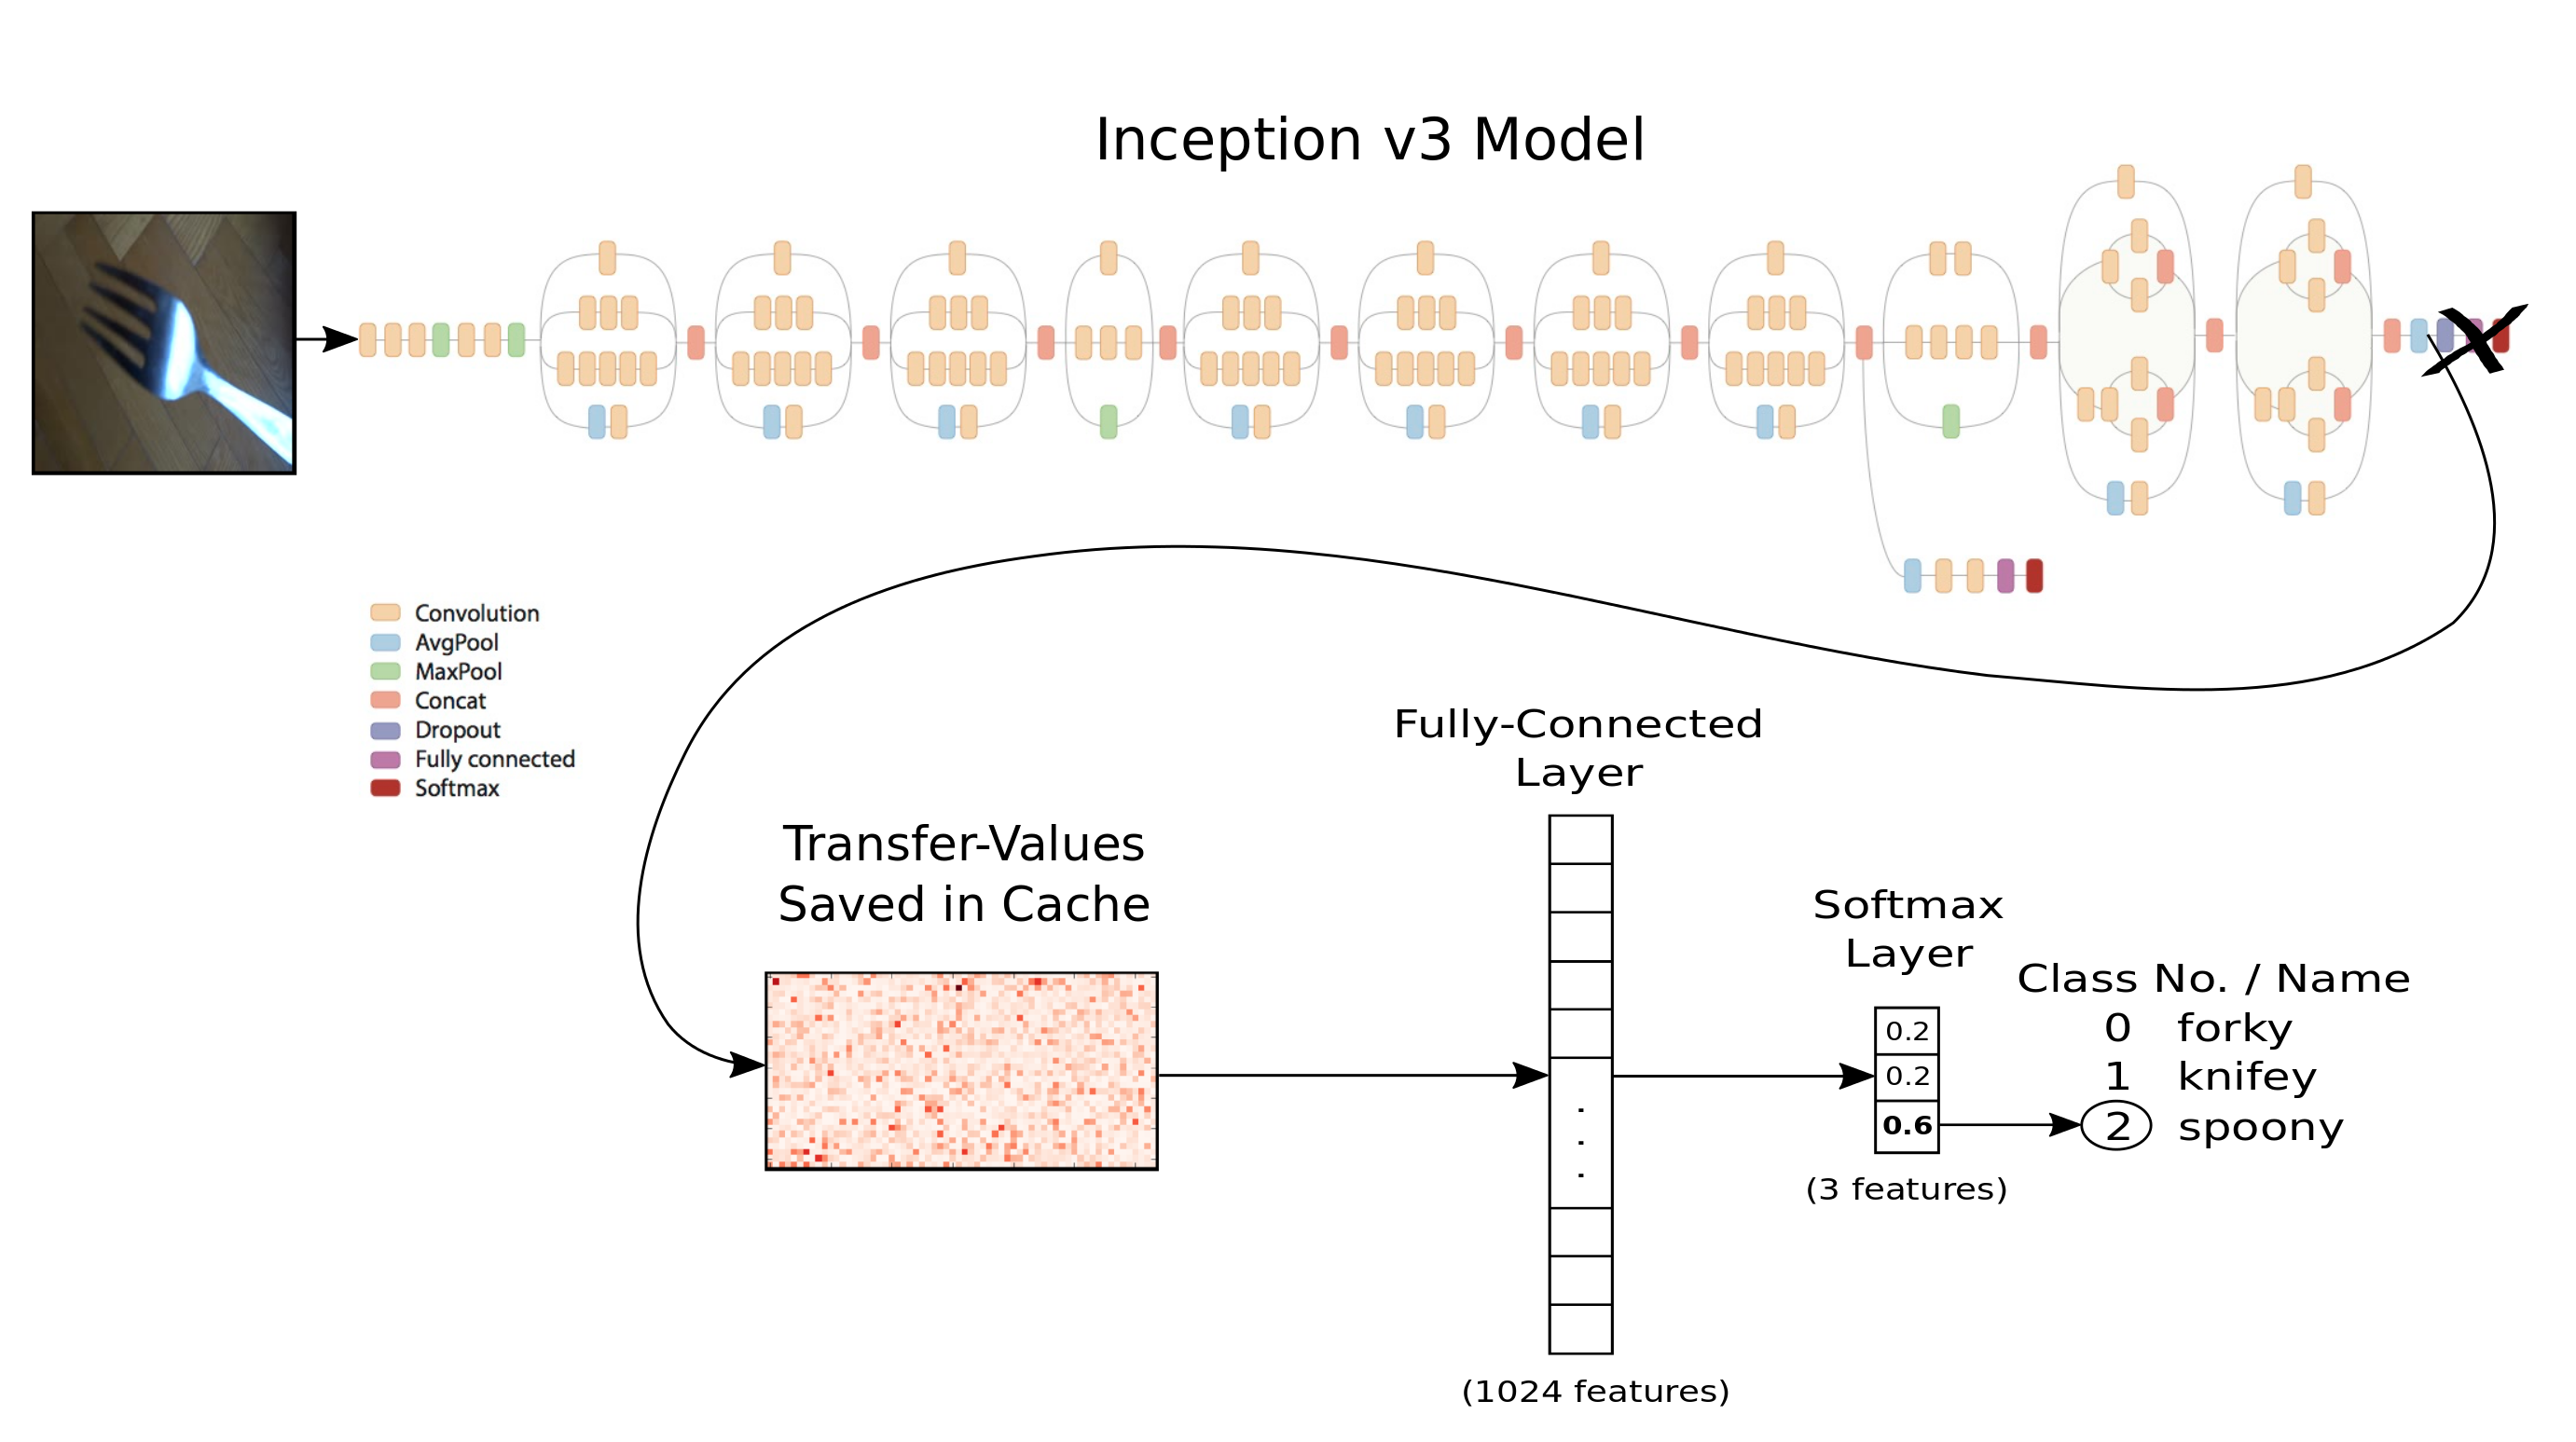 Inception v3 Model
Convolution
AvgPool
MaxPool
Concat
Dropout
Fully connected
Softmax
Transfer-Values
Saved in Cache
Fully-Connected
Layer
(1024 features)
Softmax
Layer
0.2
0.2
0.6
(3 features)
Class No. / Name
0 forky
1 knifey
2 spoony